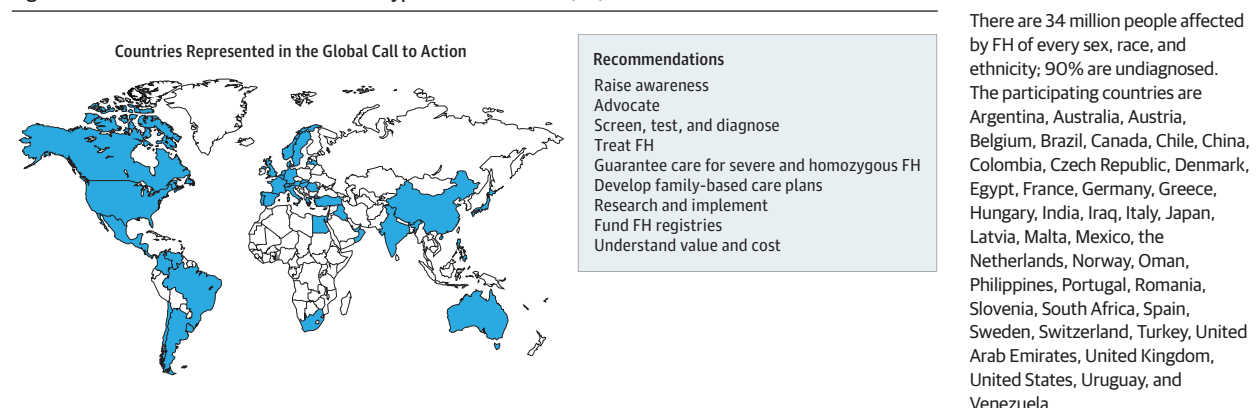 Countries Represented in the Global Call to Action
Recommendations
Raise awareness
Advocate
Screen, test, and diagnose
Treat FH
Guarantee care for severe and homozygous FH
Develop family-based care plans
Research and implement
Fund FH registries
Understand value and cost
There are 34 million people affected
by FH of every sex, race, and
ethnicity; 90% are undiagnosed.
The participating countries are
Argentina, Australia, Austria,
Belgium, Brazil, Canada, Chile, China,
Colombia, Czech Republic, Denmark,
Egypt, France, Germany, Greece,
Hungary, India, Iraq, Italy, Japan,
Latvia, Malta, Mexico, the
Netherlands, Norway, Oman,
Philippines, Portugal, Romania,
Slovenia, South Africa, Spain,
Sweden, Switzerland, Turkey, United
Arab Emirates, United Kingdom,
United States, Uruguay, and
Venezuela